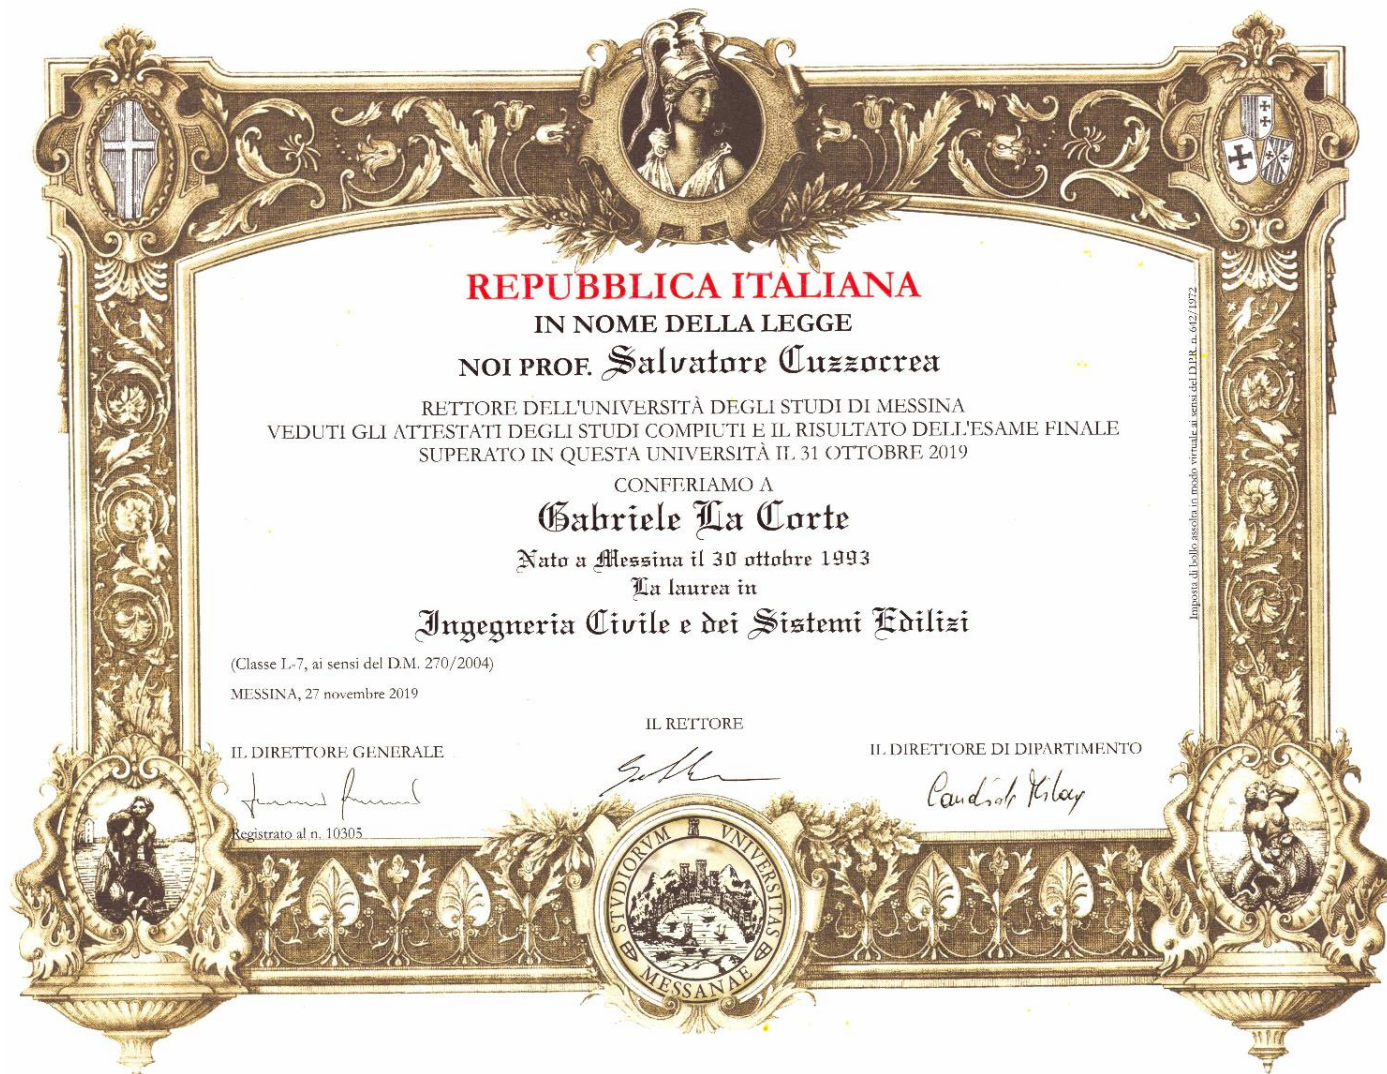 REPUBBLICA ITALIANA
IN NOME DELLA LEGGE
NOI PROF. Salvatore Cuzzocrea
RETTORE DELL'UNIVERSITÀ DEGLI STUDI DI MESSINA
VEDUTI GLI ATTESTATI DEGLI STUDI COMPIUTI E IL RISULTATO DELL'ESAME FINALE
SUPERATO IN QUESTA UNIVERSITÀ IL 31 OTTOBRE 2019
CONFERIAMO A
Gabriele La Corte
Nato a Messina il 30 ottobre 1993
La laurea in
Ingegneria Civile e dei Sistemi Edilizi
(Classe L-7, ai sensi del D.M. 270/2004)
MESSINA, 27 novembre 2019
IL RETTORE
IL DIRETTORE GENERALE
IL DIRETTORE DI DIPARTIMENTO
Registrato al n. 10305
Imposta di bollo assolta in modo virtuale ai sensi del D.P.R. n. 642/1972
STUDIORVM VNIVERSITAS
MESSANAE